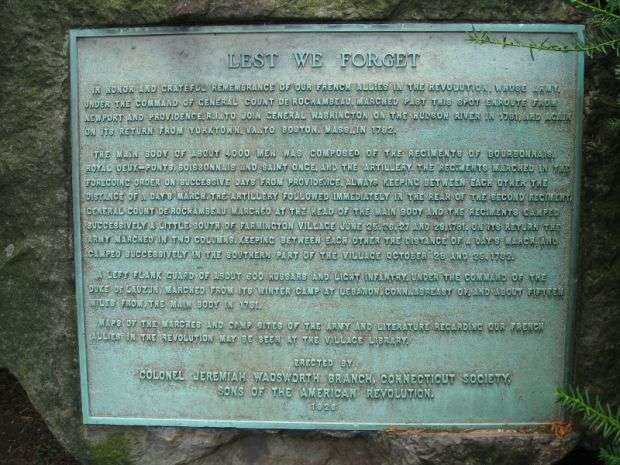 LEST WE FORGET
IN HONOR AND GRATEFUL REMEMBRANCE OF OUR FRENCH ALLIES IN THE REVOLUTION, WHOSE ARMY,
UNDER THE COMMAND OF GENERAL COUNT DE ROCHAMBEAU, MARCHED PAST THIS SPOT ENROUTE FROM
NEWPORT AND PROVIDENCE, R.I. TO JOIN GENERAL WASHINGTON ON THE HUDSON RIVER IN 1781, AND AGAIN
ON ITS RETURN FROM YORKTOWN, VA. TO BOSTON, MASS., IN 1782.
THE MAIN BODY OF ABOUT 4000 MEN WAS COMPOSED OF THE REGIMENTS OF BOURBONNAIS,
ROYAL DEUX-PONTS, SOISSONNAIS AND SAINTONGE, AND THE ARTILLERY. THE REGIMENTS MARCHED IN THE
FOREGOING ORDER ON SUCCESSIVE DAYS FROM PROVIDENCE, ALWAYS KEEPING BETWEEN EACH OTHER THE
DISTANCE OF A DAY'S MARCH. THE ARTILLERY FOLLOWED IMMEDIATELY IN THE REAR OF THE SECOND REGIMENT.
GENERAL COUNT DE ROCHAMBEAU MARCHED AT THE HEAD OF THE MAIN BODY AND THE REGIMENTS CAMPED
SUCCESSIVELY A LITTLE SOUTH OF FARMINGTON VILLAGE JUNE 25, 26, 27 AND 28, 1781. ON ITS RETURN THE
ARMY MARCHED IN TWO COLUMNS, KEEPING BETWEEN EACH OTHER THE DISTANCE OF A DAY'S MARCH, AND
CAMPED SUCCESSIVELY IN THE SOUTHERN PART OF THE VILLAGE OCTOBER 28 AND 29, 1782.
A LEFT FLANK GUARD OF ABOUT 600 HUSSARS AND LIGHT INFANTRY, UNDER THE COMMAND OF THE
DUKE DE LAUZUN, MARCHED FROM ITS WINTER CAMP AT LEBANON, CONN., ABREAST OF, AND ABOUT FIFTEEN
MILES FROM, THE MAIN BODY IN 1781.
MAPS OF THE MARCHES AND CAMP SITES OF THE ARMY AND LITERATURE REGARDING OUR FRENCH
ALLIES IN THE REVOLUTION MAY BE SEEN AT THE VILLAGE LIBRARY.
ERECTED BY
COLONEL JEREMIAH WADSWORTH BRANCH, CONNECTICUT SOCIETY,
SONS OF THE AMERICAN REVOLUTION.